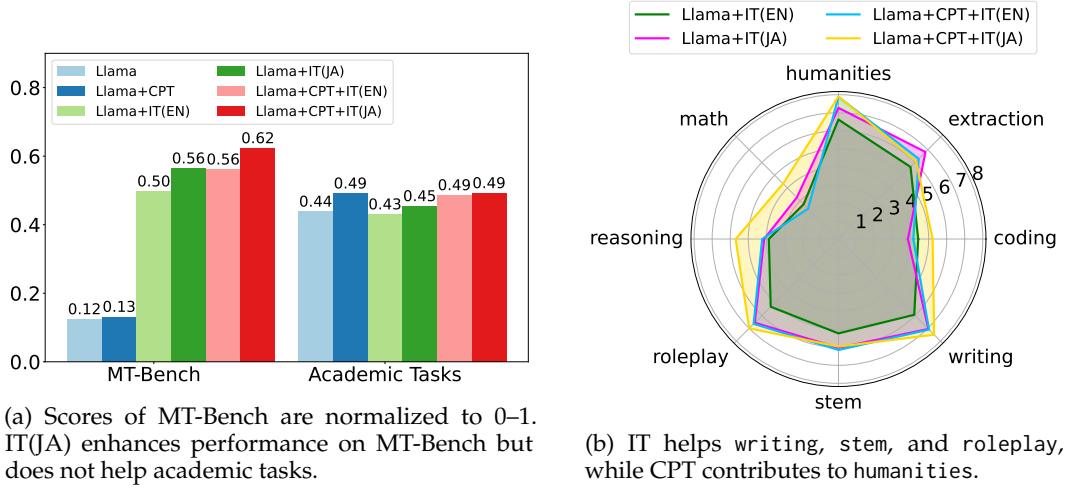 Llama
Llama+CPT
Llama+IT(EN)
Llama+IT(JA)
Llama+CPT+IT(EN)
Llama+CPT+IT(JA)
0.8
0.6
0.4
0.2
0.0
0.12
0.13
0.50
0.56
0.56
0.62
0.44
0.49
0.43
0.45
0.49
0.49
MT-Bench
Academic Tasks
(a) Scores of MT-Bench are normalized to 0–1.
IT(JA) enhances performance on MT-Bench but
does not help academic tasks.
Llama+IT(EN)
Llama+IT(JA)
Llama+CPT+IT(EN)
Llama+CPT+IT(JA)
humanities
math
extraction
reasoning
coding
roleplay
writing
stem
1
2
3
4
5
6
7
8
(b) IT helps writing, stem, and roleplay,
while CPT contributes to humanities.